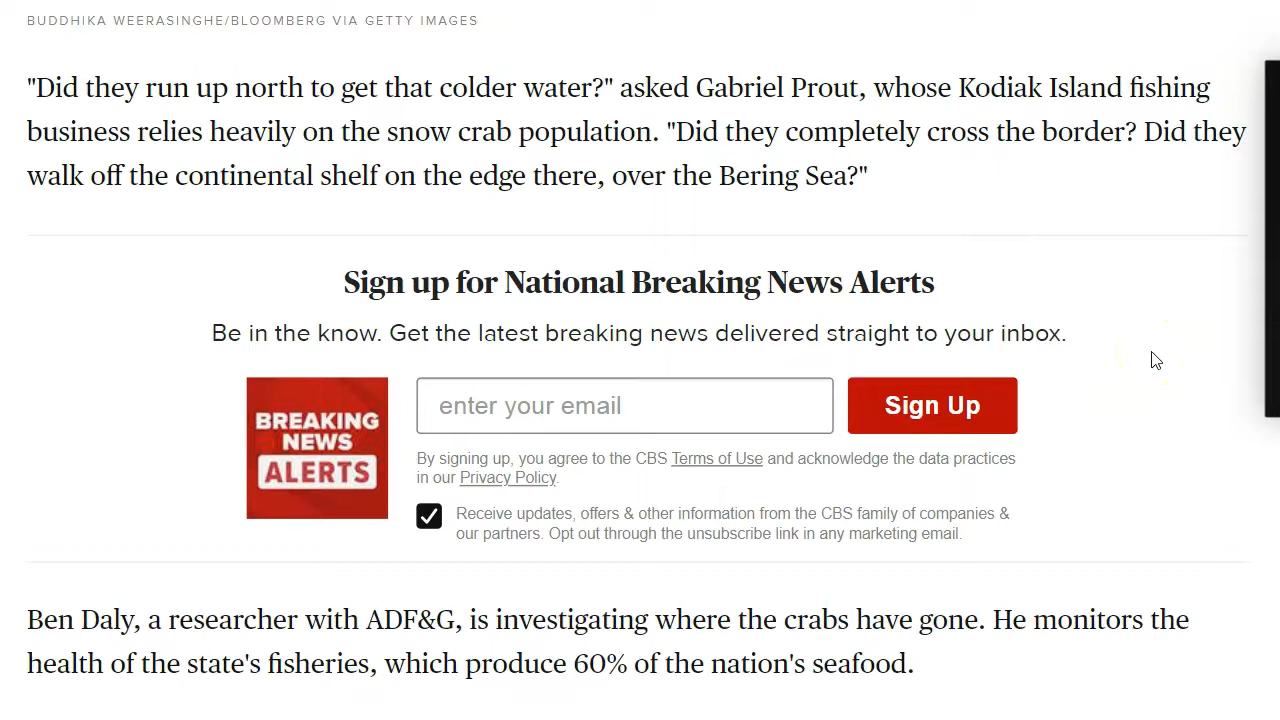 BUDDHIKA WEERASINGHE/BLOOMBERG VIA GETTY IMAGES
"Did they run up north to get that colder water?" asked Gabriel Prout, whose Kodiak Island fishing
business relies heavily on the snow crab population. "Did they completely cross the border? Did they
walk off the continental shelf on the edge there, over the Bering Sea?"
Sign up for National Breaking News Alerts
Be in the know. Get the latest breaking news delivered straight to your inbox.
BREAKING
NEWS
ALERTS
enter your email
Sign Up
By signing up, you agree to the CBS Terms of Use and acknowledge the data practices
in our Privacy Policy.
Receive updates, offers & other information from the CBS family of companies &
our partners. Opt out through the unsubscribe link in any marketing email.
Ben Daly, a researcher with ADF&G, is investigating where the crabs have gone. He monitors the
health of the state's fisheries, which produce 60% of the nation's seafood.